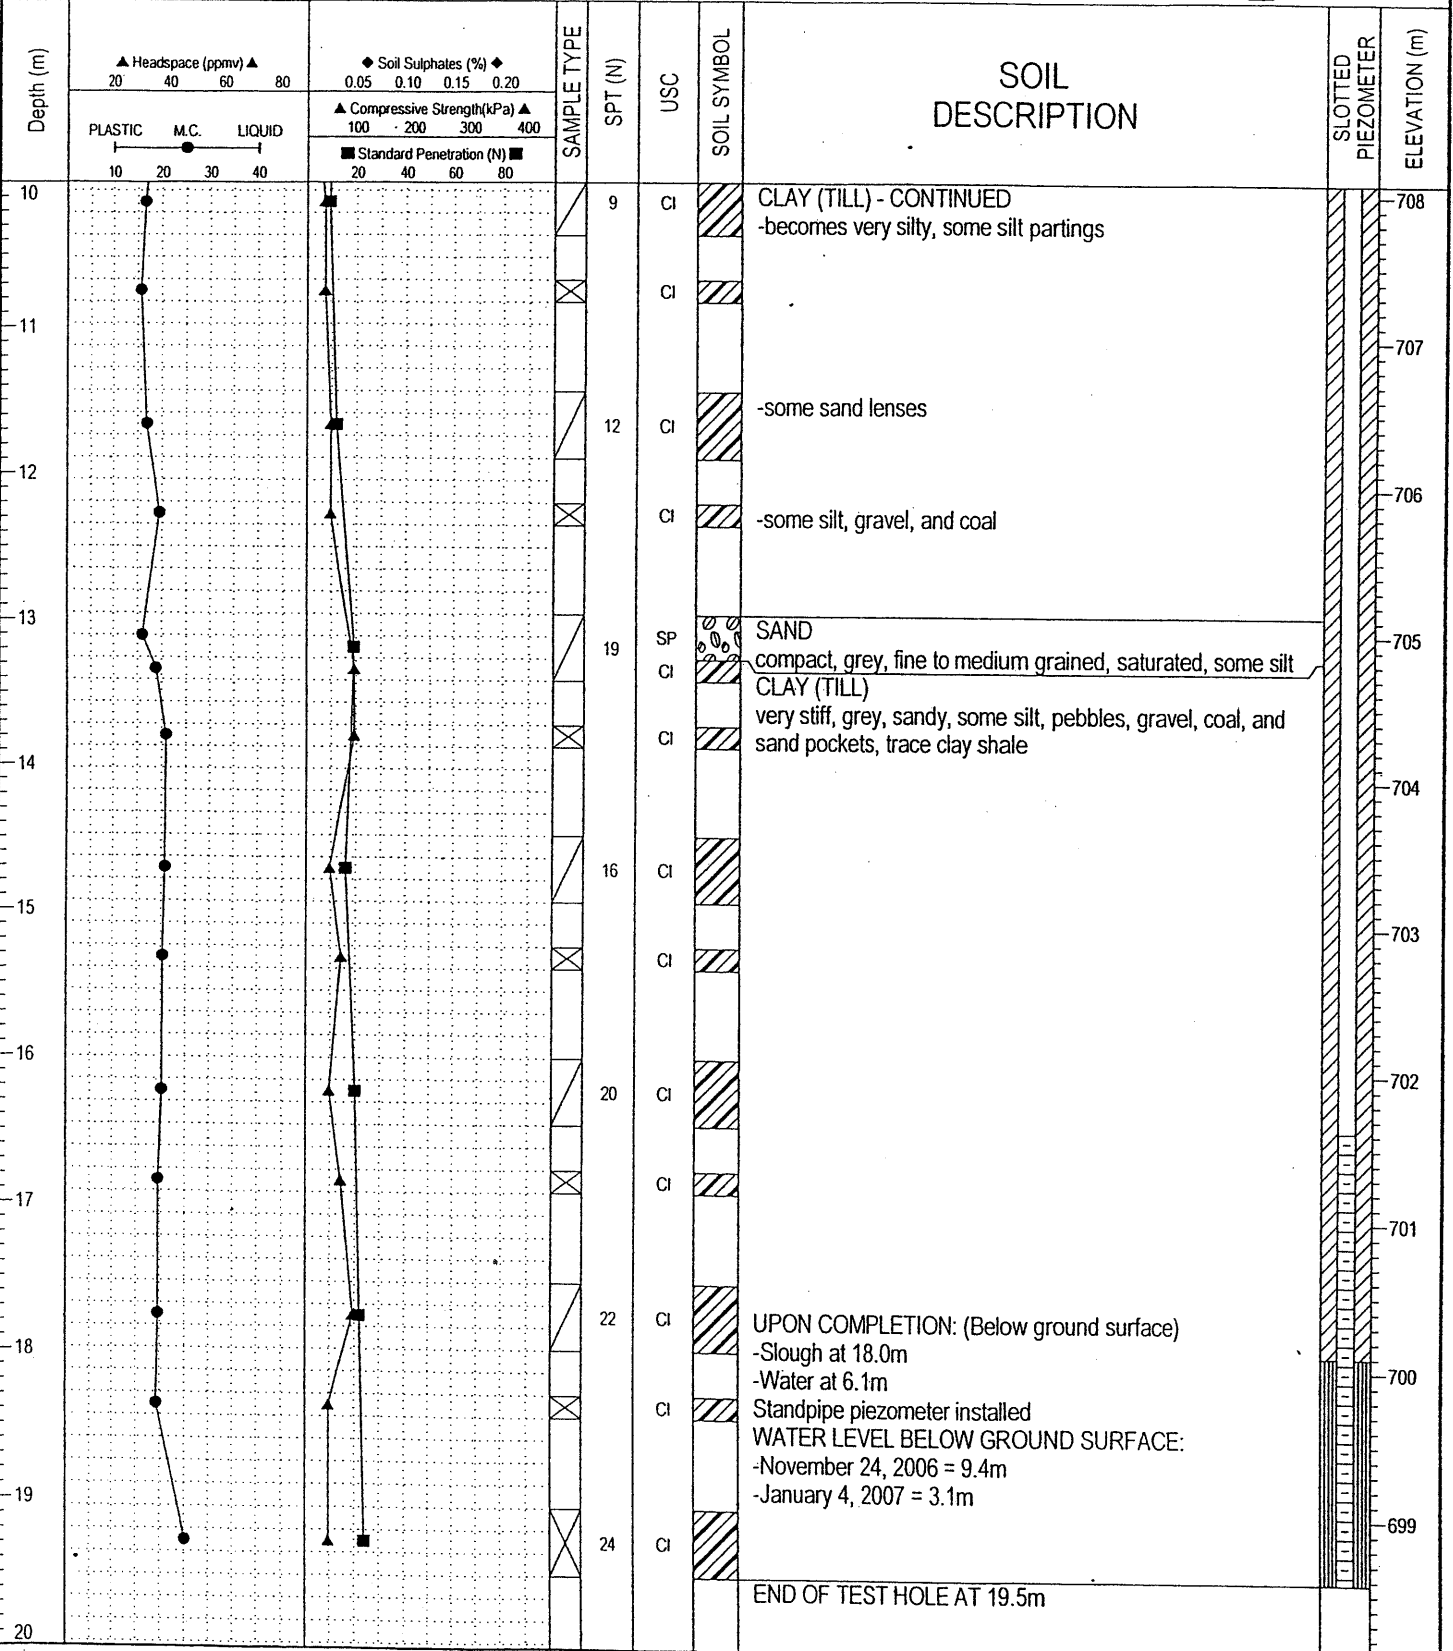 Depth (m)
▲ Headspace (ppmv) ▲
20 40 60 80
PLASTIC M.C. LIQUID
10 20 30 40
◆ Soil Sulphates (%) ◆
0.05 0.10 0.15 0.20
▲ Compressive Strength(kPa) ▲
100 200 300 400
■ Standard Penetration (N) ■
20 40 60 80
SAMPLE TYPE
SPT (N)
USC
SOIL SYMBOL
SOIL
DESCRIPTION
SLOTTED
PIEZOMETER
ELEVATION (m)
10
9 CI CLAY (TILL) - CONTINUED
708
-becomes very silty, some silt partings
CI
11
707
12 CI -some sand lenses
12
706
CI -some silt, gravel, and coal
13
SP SAND
705
19
compact, grey, fine to medium grained, saturated, some silt
CI
CLAY (TILL)
very stiff, grey, sandy, some silt, pebbles, gravel, coal, and
CI sand pockets, trace clay shale
14
704
16 CI
15
703
CI
16
702
20 CI
CI
17
701
22 CI UPON COMPLETION: (Below ground surface)
18
-Slough at 18.0m
700
-Water at 6.1m
CI Standpipe piezometer installed
WATER LEVEL BELOW GROUND SURFACE:
-November 24, 2006 = 9.4m
19
-January 4, 2007 = 3.1m
699
24 CI
END OF TEST HOLE AT 19.5m
20